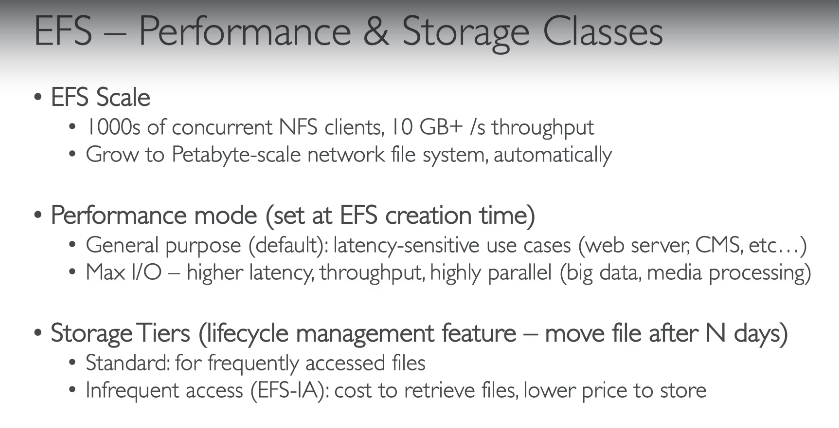 EFS – Performance & Storage Classes
• EFS Scale
• 1000s of concurrent NFS clients, 10 GB+ /s throughput
• Grow to Petabyte-scale network file system, automatically
• Performance mode (set at EFS creation time)
• General purpose (default): latency-sensitive use cases (web server, CMS, etc…)
• Max I/O – higher latency, throughput, highly parallel (big data, media processing)
• Storage Tiers (lifecycle management feature – move file after N days)
• Standard: for frequently accessed files
• Infrequent access (EFS-IA): cost to retrieve files, lower price to store